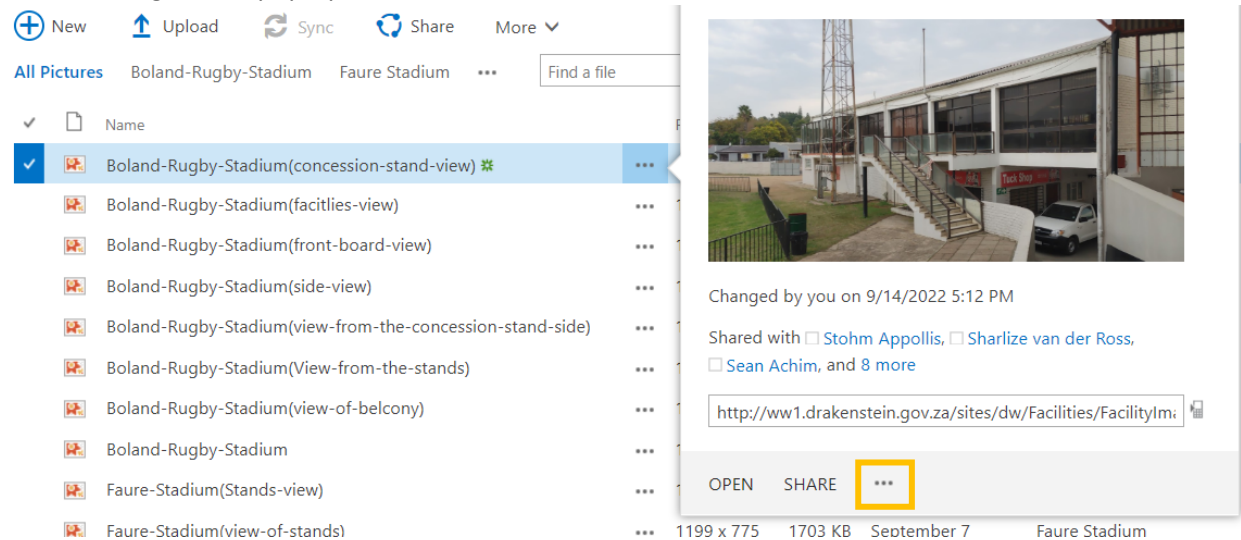 New Upload Sync Share More
All Pictures Boland-Rugby-Stadium Faure Stadium ••• Find a file
Name
Boland-Rugby-Stadium(concession-stand-view) •••
Boland-Rugby-Stadium(facitlies-view) •••
Boland-Rugby-Stadium(front-board-view) •••
Boland-Rugby-Stadium(side-view) •••
Boland-Rugby-Stadium(view-from-the-concession-stand-side) •••
Boland-Rugby-Stadium(View-from-the-stands) •••
Boland-Rugby-Stadium(view-of-belcony) •••
Boland-Rugby-Stadium •••
Faure-Stadium(Stands-view) •••
Faure-Stadium(view-of-stands) ••• 1199 x 775 1703 KB September 7 Faure Stadium
Tuck Shop
Changed by you on 9/14/2022 5:12 PM
Shared with Stohm Appollis, Sharlize van der Ross,
Sean Achim, and 8 more
http://ww1.drakenstein.gov.za/sites/dw/Facilities/FacilityIm
OPEN SHARE •••